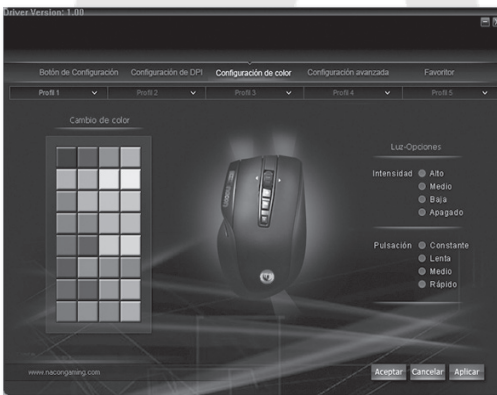 Driver Version: 1.00
Botón de Configuración Configuración de DPI Configuración de color Configuración avanzada Favoritor
Profil 1 Profil 2 Profil 3 Profil 4 Profil 5
Cambio de color
Luz-Opciones
Intensidad Alto
Medio
Baja
Apagado
Pulsación Constante
Lenta
Medio
Rápido
www.nacongaming.com
Aceptar Cancelar Aplicar